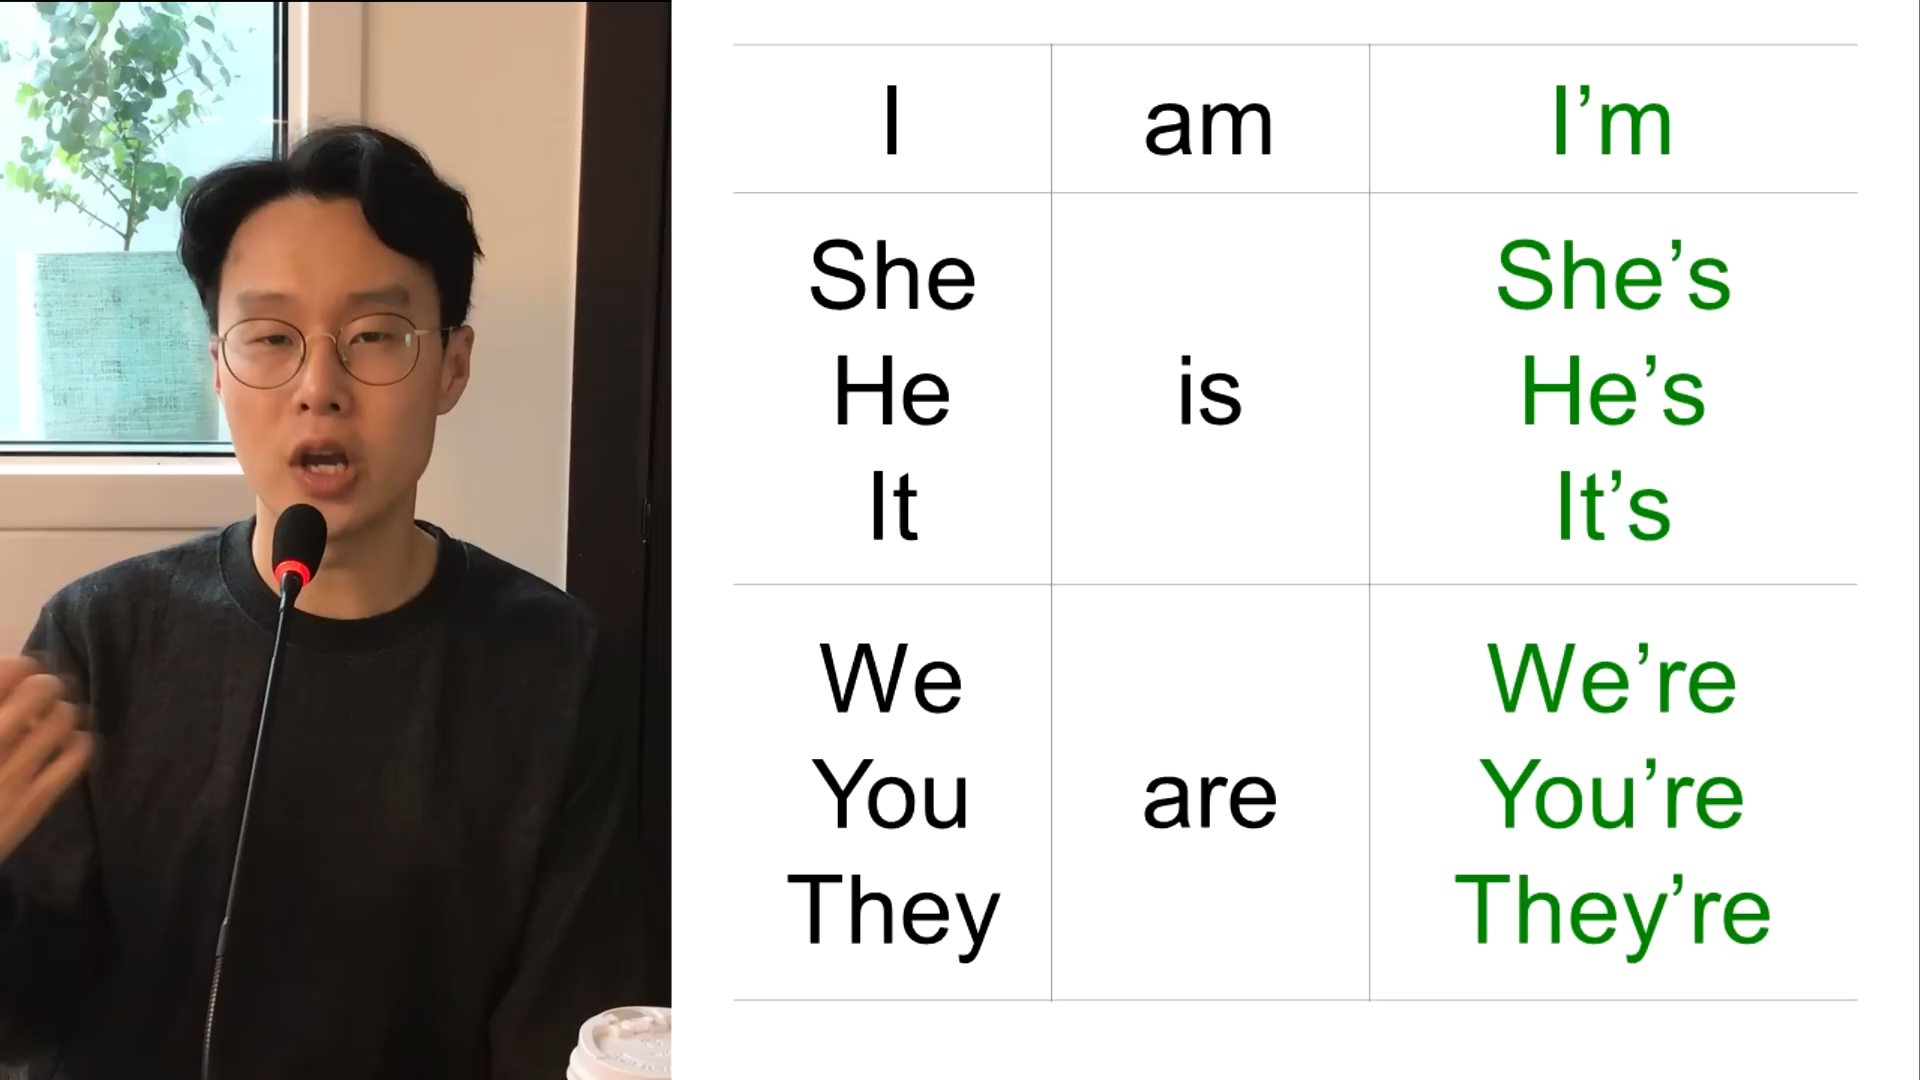 I am I’m
She She’s
He is He’s
It It’s
We We’re
You are You’re
They They’re